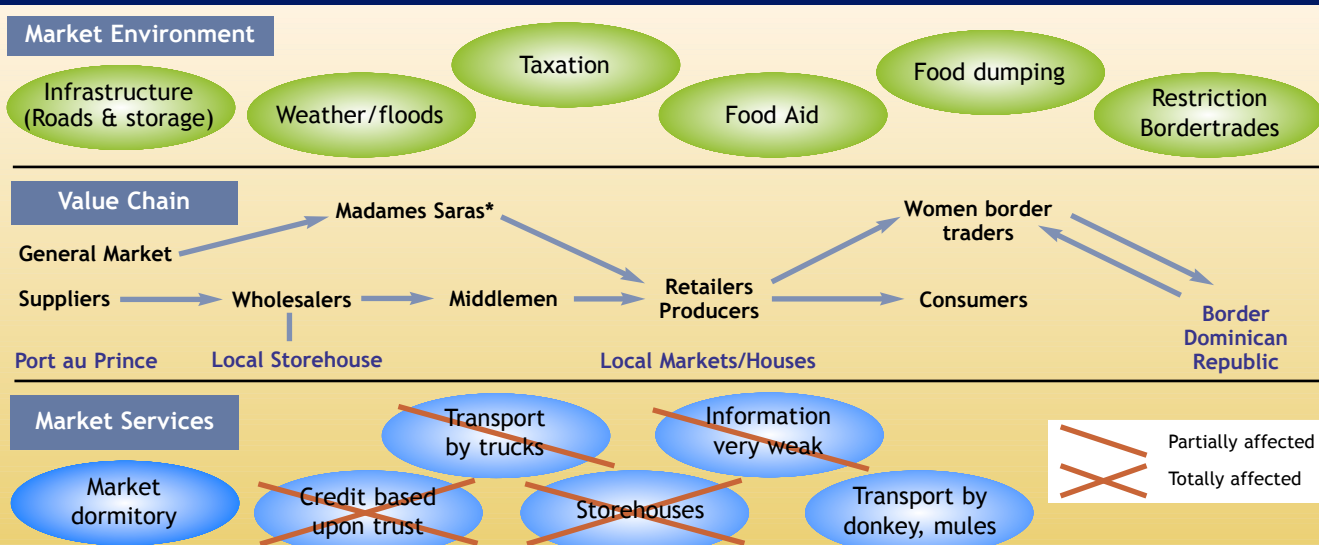 Market Environment
Infrastructure
(Roads & storage)
Weather/floods
Taxation
Food Aid
Food dumping
Restriction
Bordertrades
Value Chain
General Market
Madames Saras*
Suppliers
Wholesalers
Middlemen
Retailers
Producers
Women border
traders
Consumers
Port au Prince
Local Storehouse
Local Markets/Houses
Border
Dominican
Republic
Market Services
Market
dormitory
Credit based
upon trust
Transport
by trucks
Storehouses
Information
very weak
Transport by
donkey, mules
Partially affected
Totally affected